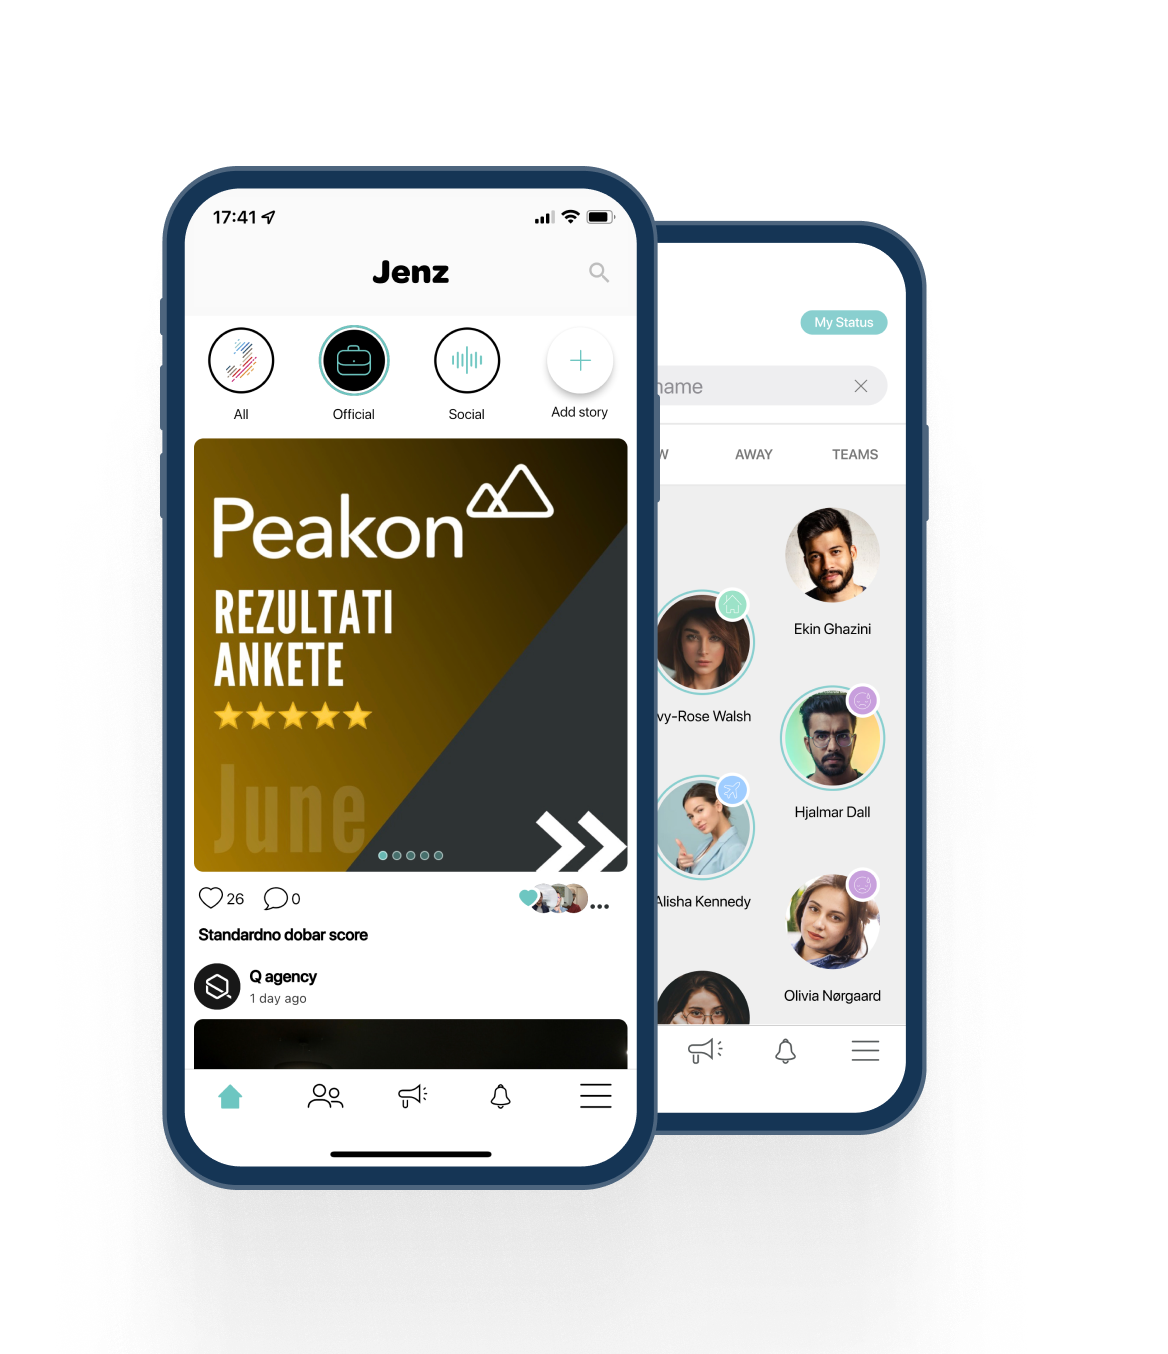 17:41
Jenz
All
Official
Social
Add story
Peakon
REZULTATI
ANKETE
June
26
0
Standardno dobar score
Q agency
1 day ago
My Status
name
AWAY
TEAMS
Ekin Ghazini
vy-Rose Walsh
Hjalmar Dall
Alisha Kennedy
Olivia Nørgaard